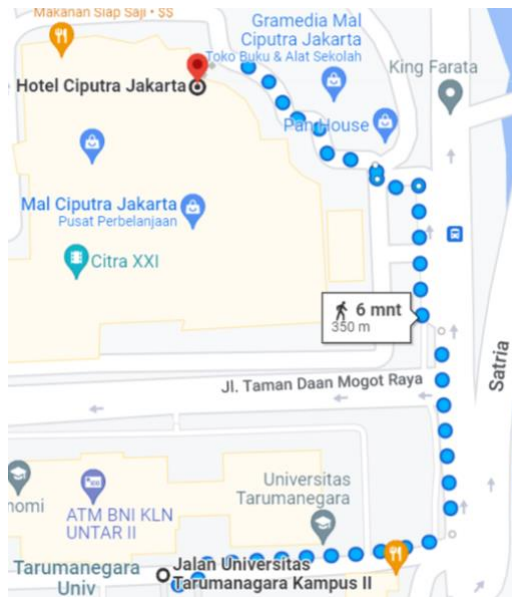 Makanan Siap Saji • $$
Gramedia Mal
Ciputra Jakarta
Toko Buku & Alat Sekolah
King Farata
Hotel Ciputra Jakarta
Pan House
Mal Ciputra Jakarta
Pusat Perbelanjaan
Citra XXI
6 mnt
350 m
Jl. Taman Daan Mogot Raya
Satria
Universitas
Tarumanegara
nomi
ATM BNI KLN
UNTAR II
Tarumanegara
Univ
Jalan Universitas
Tarumanagara Kampus II